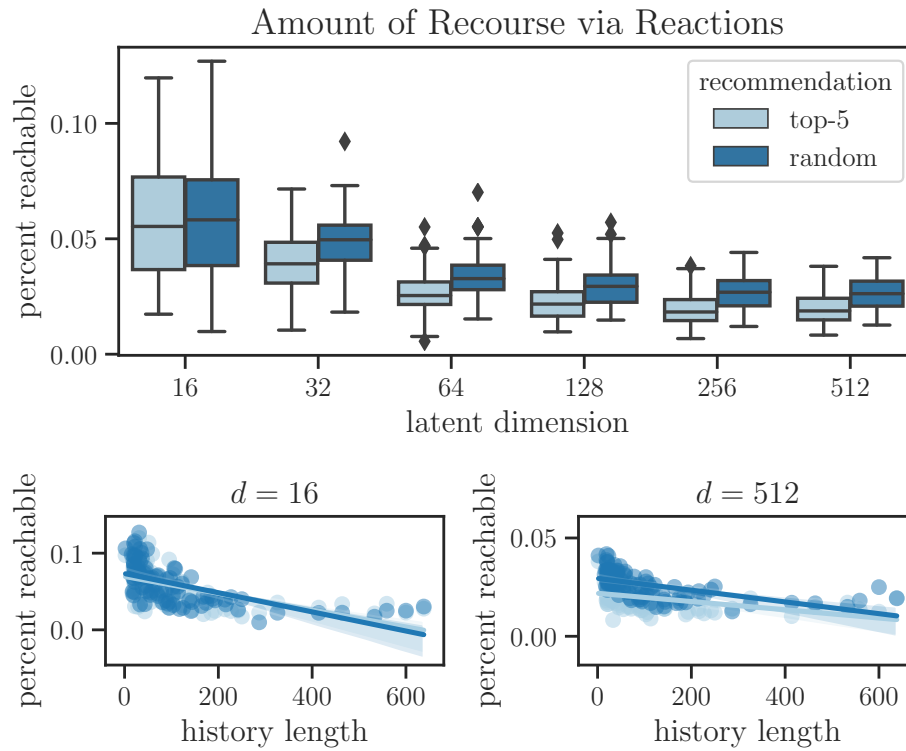 Amount of Recourse via Reactions
percent reachable
0.10
0.05
0.00
recommendation
top-5
random
16 32 64 128 256 512
latent dimension
d = 16
percent reachable
0.1
0.0
0 200 400 600
history length
d = 512
percent reachable
0.05
0.00
0 200 400 600
history length